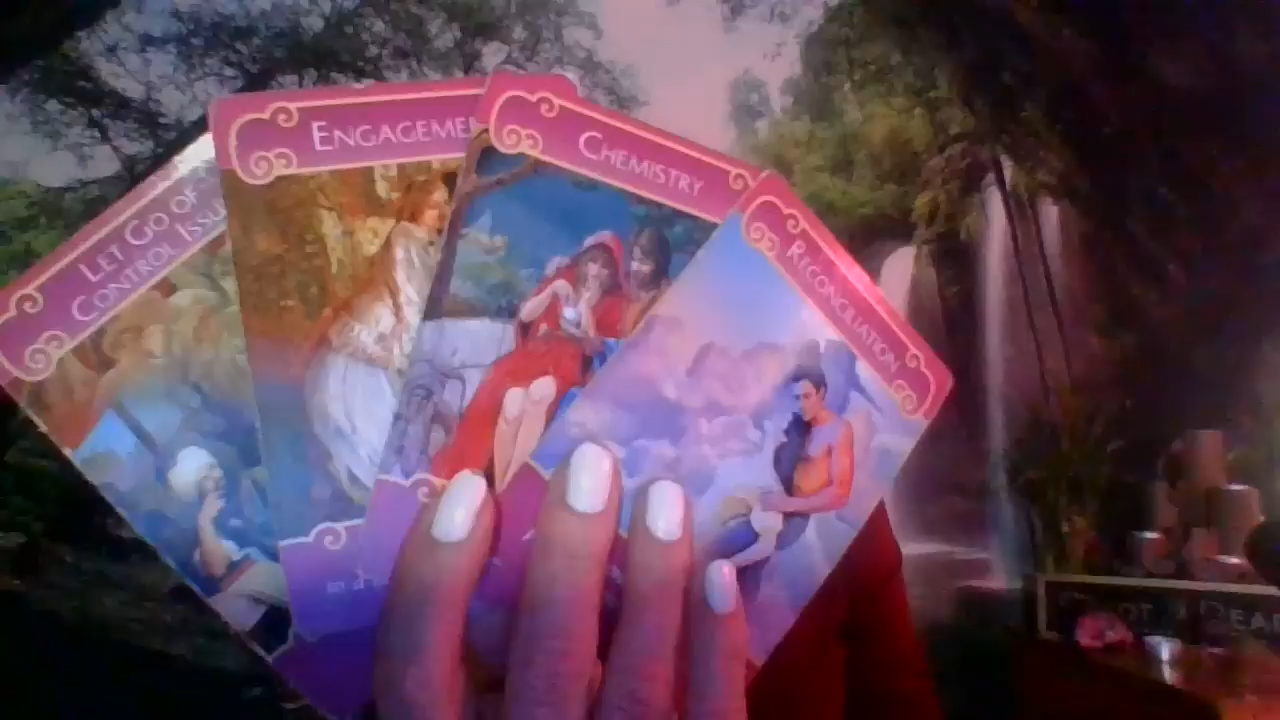 LET GO OF
CONTROL ISSU
ENGAGEME
CHEMISTRY
RECONCILIATION